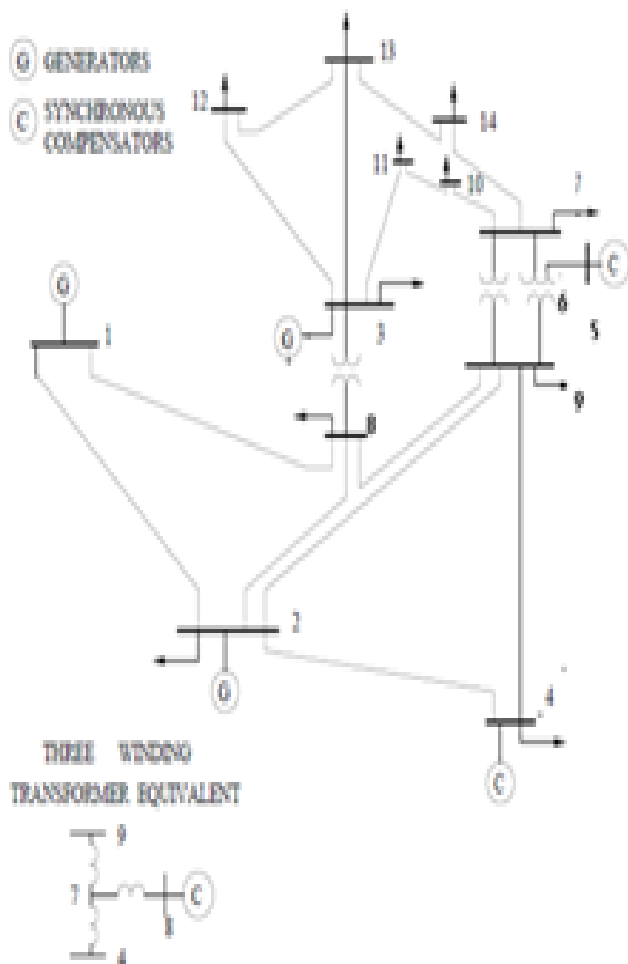 G GENERATORS
C SYNCHRONOUS
COMPENSATORS
13
12
14
11
10
7
C
6
G
1
3
5
G
9
8
2
G
4
C
THREE WINDING
TRANSFORMER EQUIVALENT
9
7
C
8
4